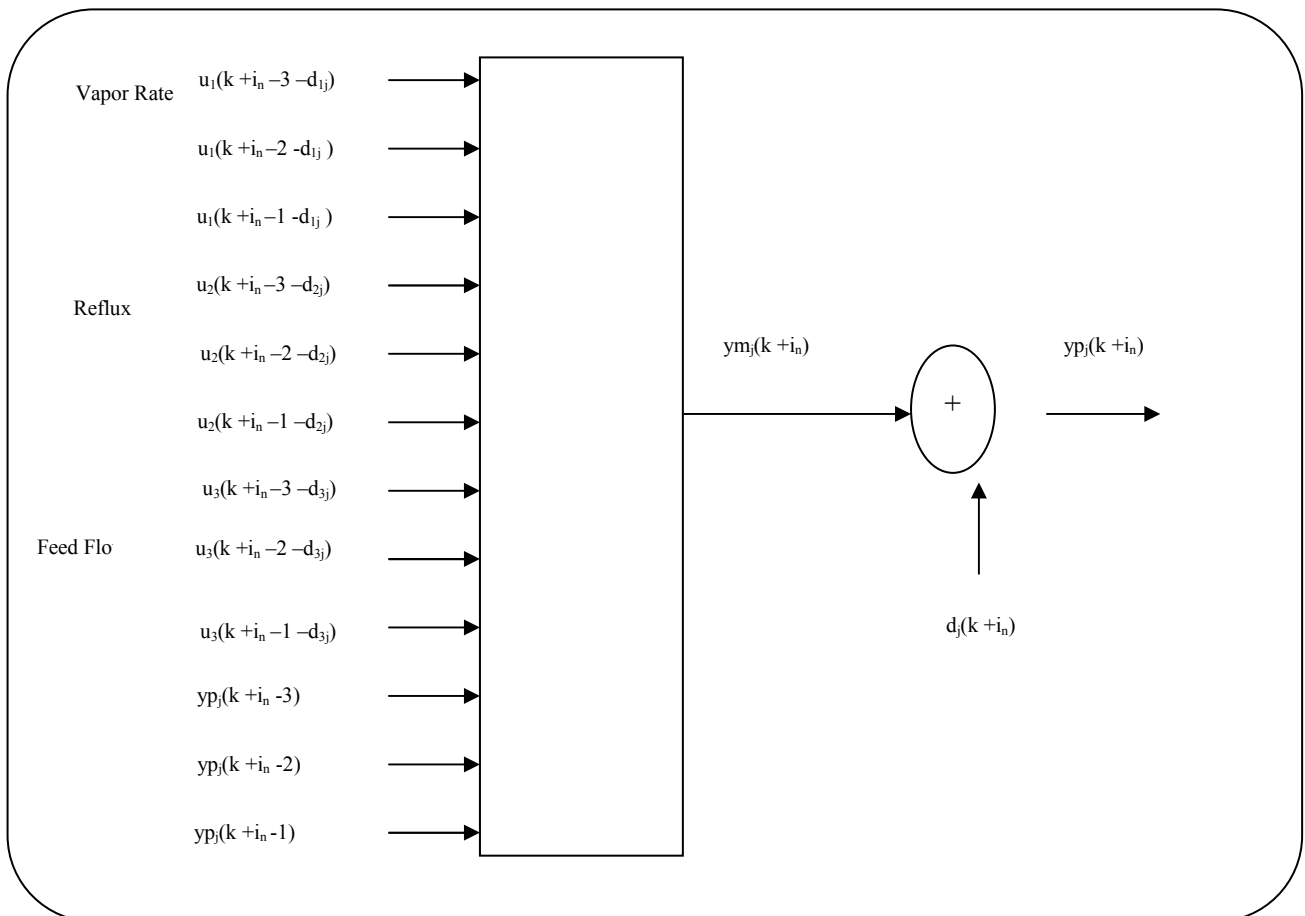 Vapor Rate u₁(k +iₙ –3 –d₁ⱼ)
u₁(k +iₙ –2 -d₁ⱼ )
u₁(k +iₙ –1 -d₁ⱼ )
Reflux u₂(k +iₙ –3 –d₂ⱼ)
u₂(k +iₙ –2 –d₂ⱼ)
u₂(k +iₙ –1 –d₂ⱼ)
u₃(k +iₙ –3 –d₃ⱼ)
Feed Flo u₃(k +iₙ –2 –d₃ⱼ)
u₃(k +iₙ –1 –d₃ⱼ)
ypⱼ(k +iₙ -3)
ypⱼ(k +iₙ -2)
ypⱼ(k +iₙ -1)
ymⱼ(k +iₙ)
+
ypⱼ(k +iₙ)
dⱼ(k +iₙ)